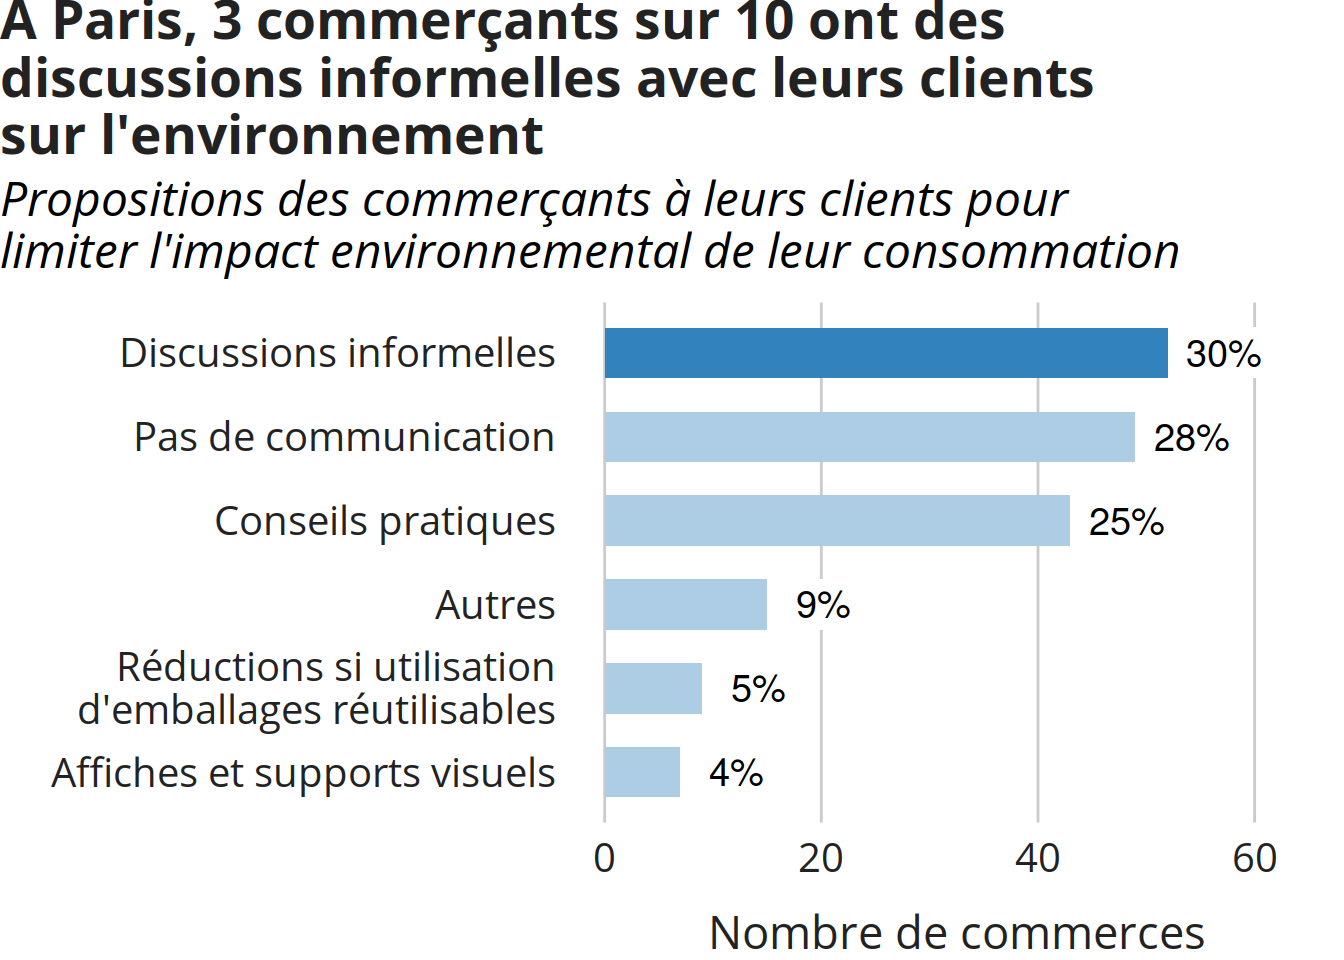 À Paris, 3 commerçants sur 10 ont des
discussions informelles avec leurs clients
sur l'environnement
Propositions des commerçants à leurs clients pour
limiter l'impact environnemental de leur consommation
Discussions informelles
30%
Pas de communication
28%
Conseils pratiques
25%
Autres
9%
Réductions si utilisation
d'emballages réutilisables
5%
Affiches et supports visuels
4%
0 20 40 60
Nombre de commerces